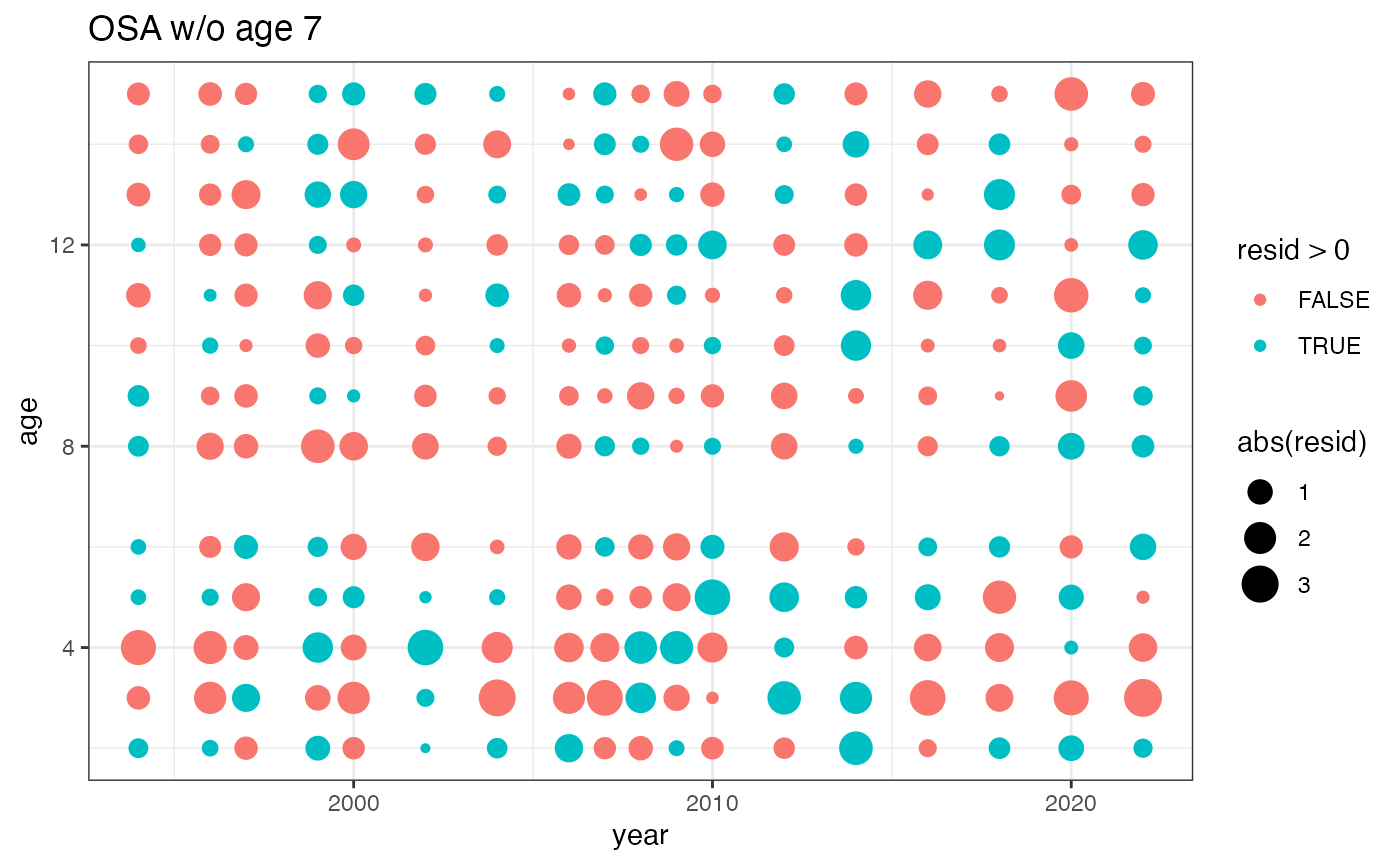 OSA w/o age 7
12
8
4
age
2000
2010
2020
year
resid > 0
FALSE
TRUE
abs(resid)
1
2
3